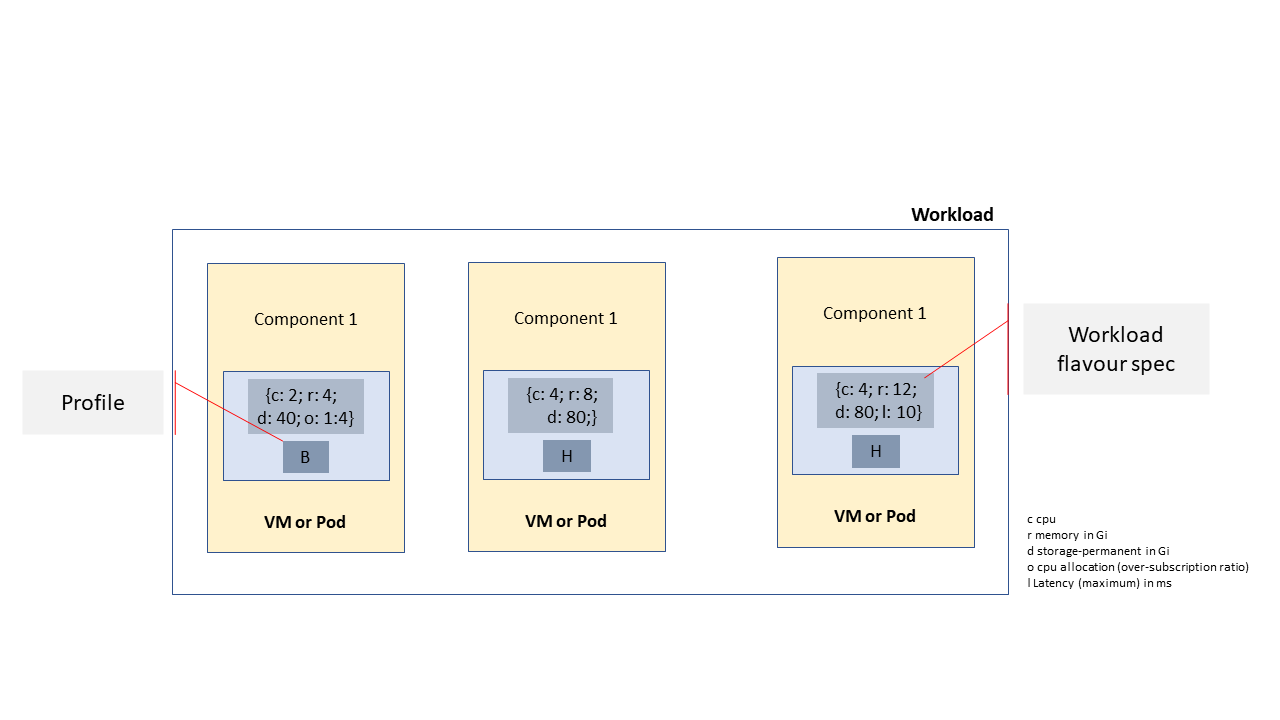 Workload
Component 1
{c: 2; r: 4;
d: 40; o: 1:4}
B
VM or Pod
Component 1
{c: 4; r: 8;
d: 80;}
H
VM or Pod
Component 1
{c: 4; r: 12;
d: 80; l: 10}
H
VM or Pod
Profile
Workload
flavour spec
c cpu
r memory in Gi
d storage-permanent in Gi
o cpu allocation (over-subscription ratio)
l Latency (maximum) in ms